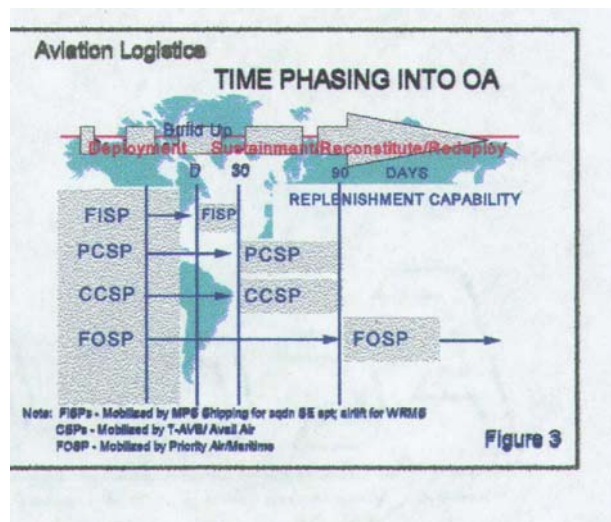 Aviation Logistics
TIME PHASING INTO OA
Build Up
Deployment Sustainment/Reconstitute/Redeploy
D 30 90 DAYS
REPLENISHMENT CAPABILITY
FISP FISP
PCSP PCSP
CCSP CCSP
FOSP FOSP
Note: FISPs - Mobilized by MPS Shipping for sqdn SE spt; airlift for WRMS
CSPs - Mobilized by T-AVB/ Avail Air
FOSP - Mobilized by Priority Air/Maritime
Figure 3